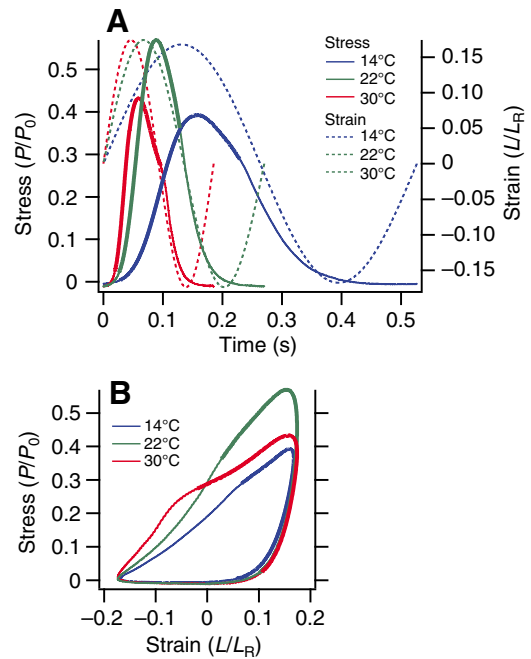 A
Stress (P/P0)
0.5
0.4
0.3
0.2
0.1
0
Stress
14°C
22°C
30°C
Strain
14°C
22°C
30°C
0.15
0.10
0.05
0
−0.05
−0.10
−0.15
Strain (L/LR)
0 0.1 0.2 0.3 0.4 0.5
Time (s)
B
14°C
22°C
30°C
Stress (P/P0)
0.5
0.4
0.3
0.2
0.1
0
−0.2 −0.1 0 0.1 0.2
Strain (L/LR)